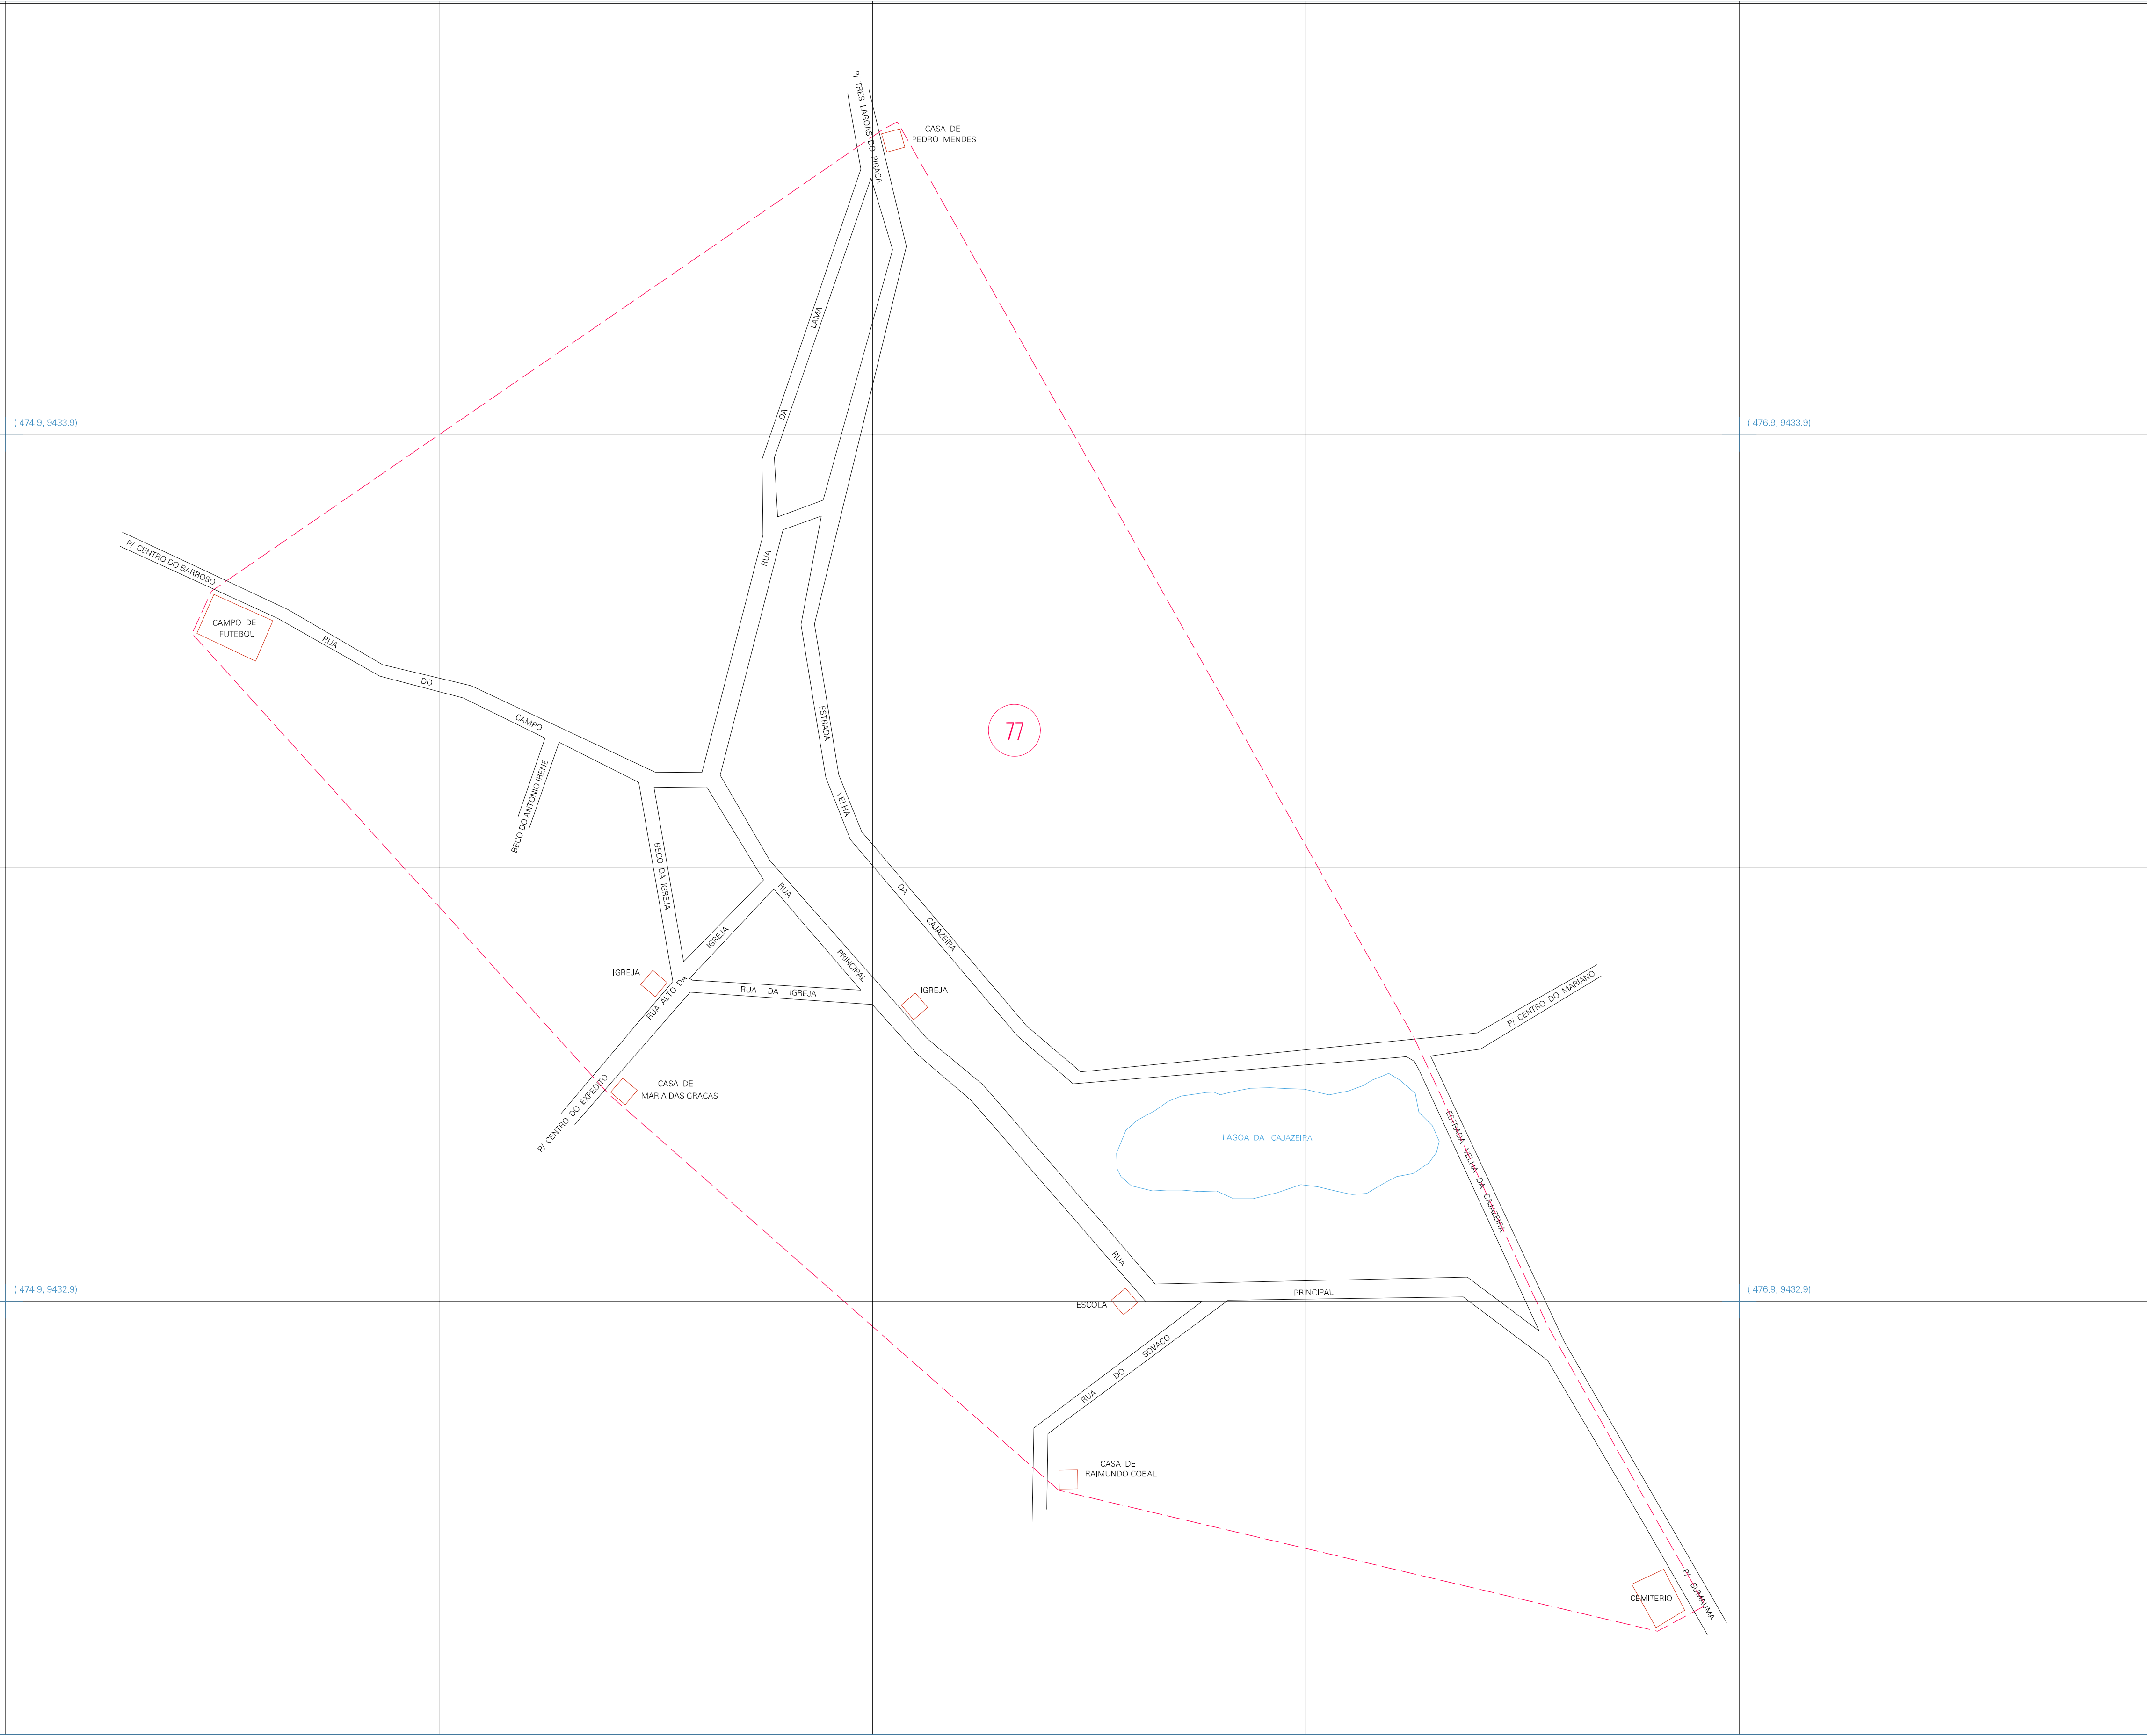 P/ TRES LAGOAS DO PIRACA
CASA DE
PEDRO MENDES
LAMA
DA
RUA
( 474.9, 9433.9)
( 476.9, 9433.9)
P/ CENTRO DO BARROSO
CAMPO DE
FUTEBOL
RUA
DO
CAMPO
BECO DO ANTONIO IRENE
77
ESTRADA
VELHA
DA
CAJAZEIRA
BECO DA IGREJA
RUA
PRINCIPAL
IGREJA
RUA ALTO DA
IGREJA
RUA DA IGREJA
IGREJA
P/ CENTRO DO MARIANO
CASA DE
MARIA DAS GRACAS
P/ CENTRO DO EXPEDITO
LAGOA DA CAJAZEIRA
ESTRADA VELHA DA CAJAZEIRA
RUA
PRINCIPAL
( 474.9, 9432.9)
( 476.9, 9432.9)
ESCOLA
RUA DO SOVACO
CASA DE
RAIMUNDO COBAL
CEMITERIO
P/ SUMAUMA